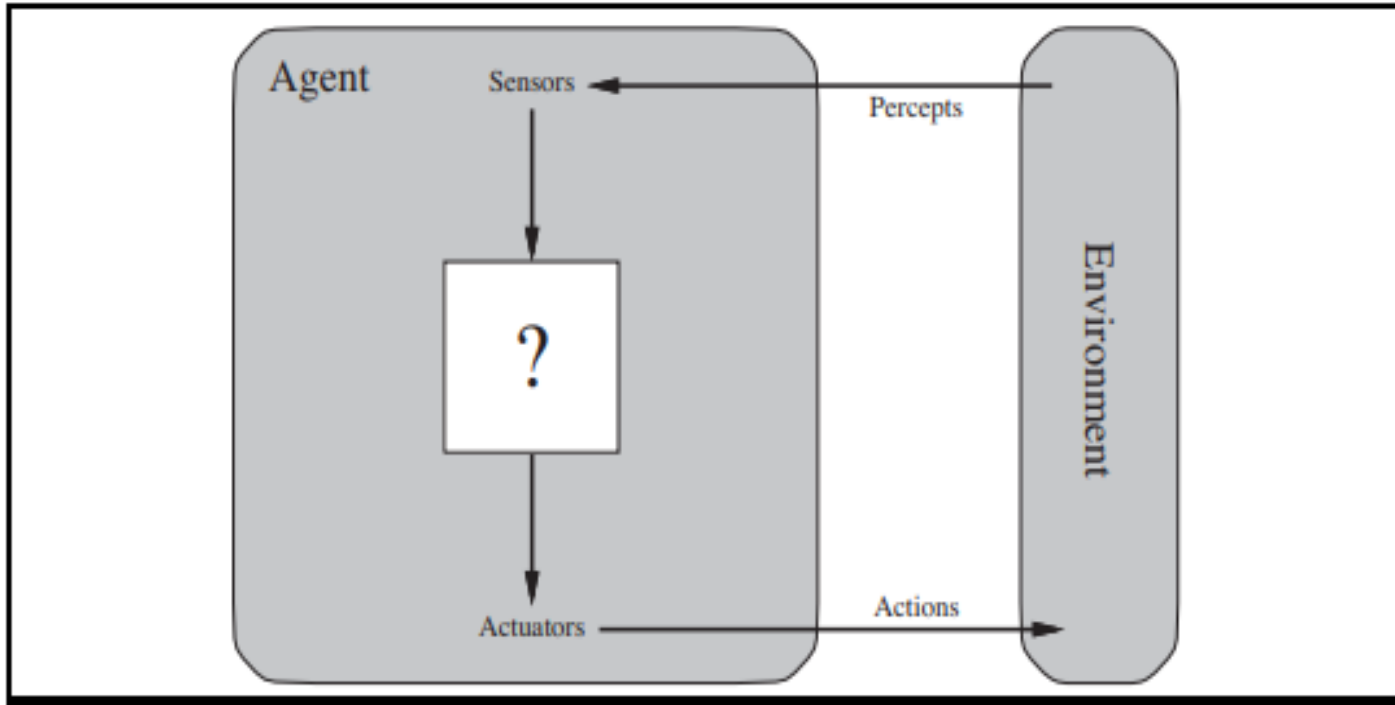 Agent
Sensors
Percepts
?
Environment
Actions
Actuators